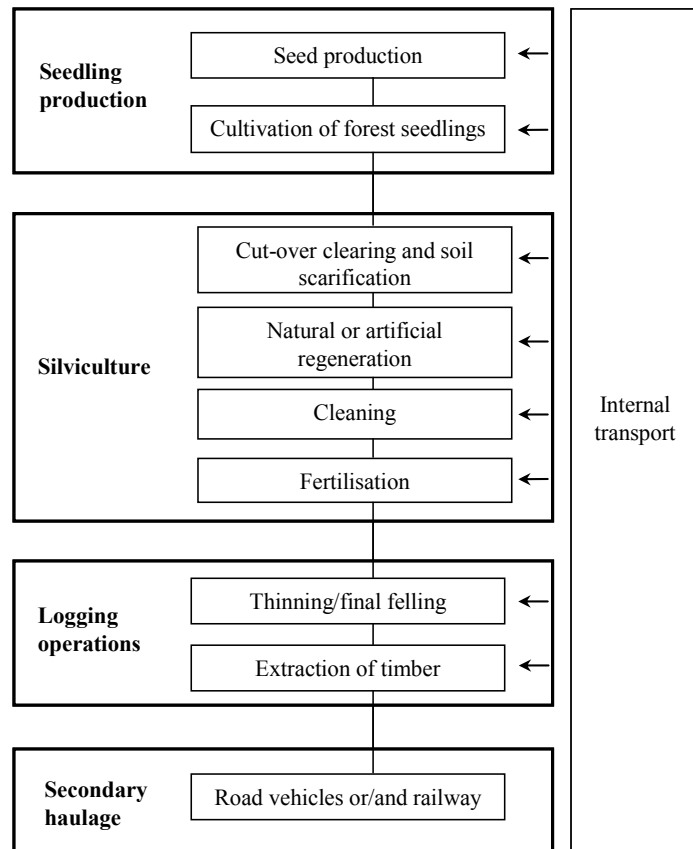 Seedling
production
Seed production
Cultivation of forest seedlings
Silviculture
Cut-over clearing and soil
scarification
Natural or artificial
regeneration
Cleaning
Fertilisation
Internal
transport
Logging
operations
Thinning/final felling
Extraction of timber
Secondary
haulage
Road vehicles or/and railway